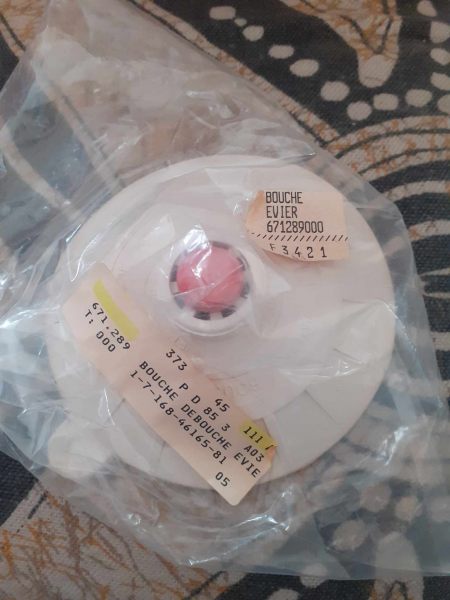 BOUCHE
EVIER
671289000
F3421
671.289
T: 000
373 45 111
P D 85 3 A03
BOUCHE DEBOUCHE EVIE
1-7-168-46165-81 05